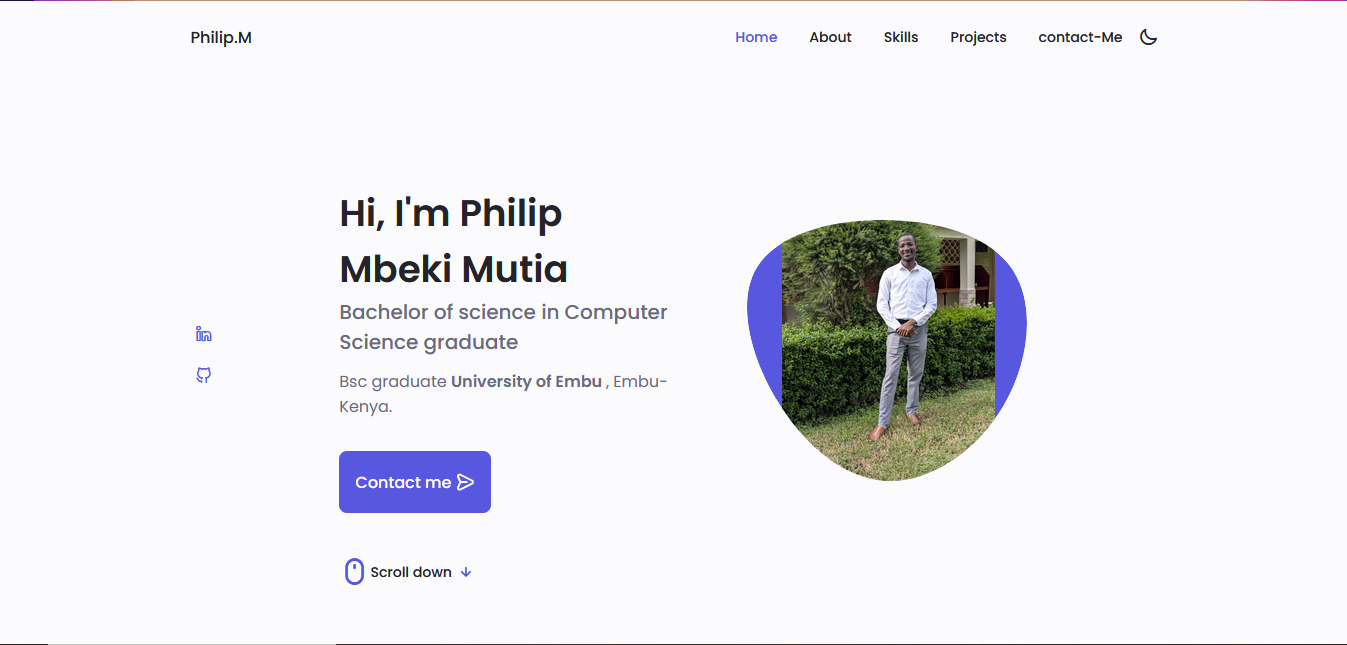 Philip.M
Home About Skills Projects contact-Me
Hi, I'm Philip
Mbeki Mutia
Bachelor of science in Computer
Science graduate
Bsc graduate University of Embu , Embu-
Kenya.
Contact me
Scroll down